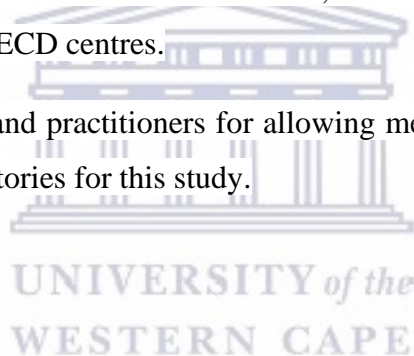 ECD centres.
and practitioners for allowing me
tories for this study.
UNIVERSITY of the
WESTERN CAPE